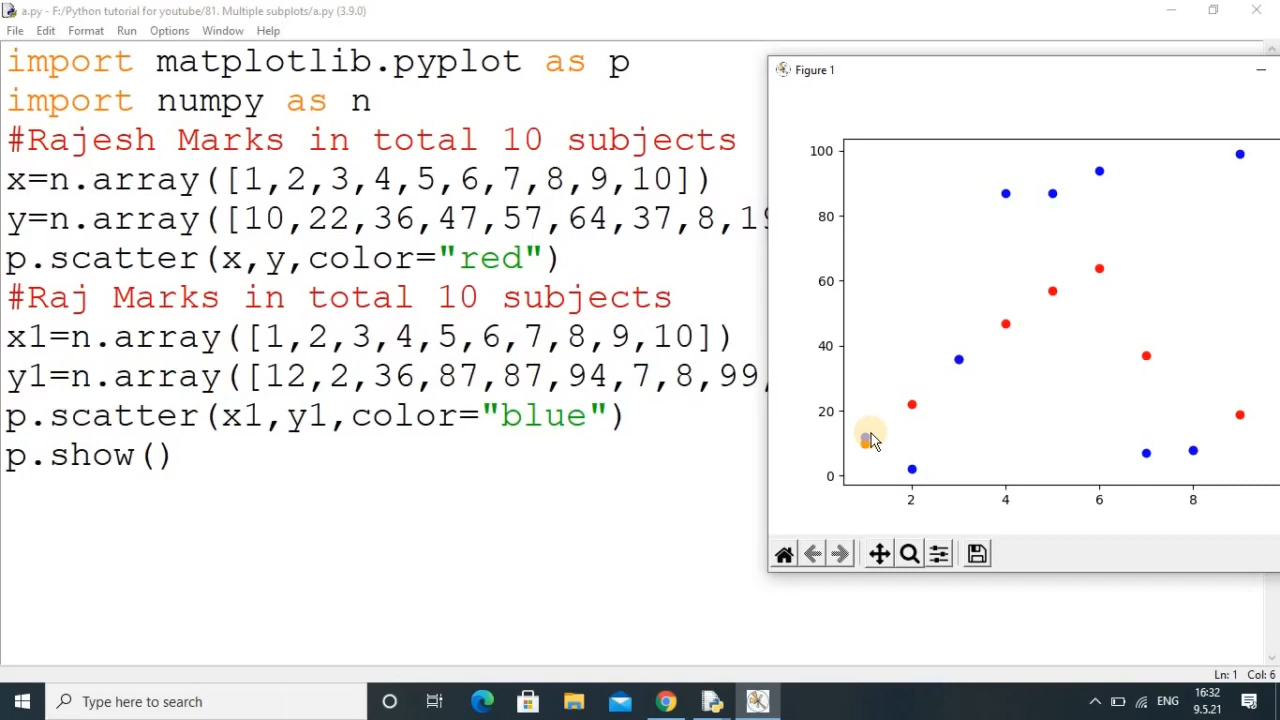 a.py - F:/Python tutorial for youtube/81. Multiple subplots/a.py (3.9.0)
File Edit Format Run Options Window Help
import matplotlib.pyplot as p
import numpy as n
#Rajesh Marks in total 10 subjects
x=n.array([1,2,3,4,5,6,7,8,9,10])
y=n.array([10,22,36,47,57,64,37,8,19
p.scatter(x,y,color="red")
#Raj Marks in total 10 subjects
x1=n.array([1,2,3,4,5,6,7,8,9,10])
y1=n.array([12,2,36,87,87,94,7,8,99,
p.scatter(x1,y1,color="blue")
p.show()
Figure 1
100
80
60
40
20
0
2 4 6 8
Ln: 1 Col: 6
Type here to search
ENG
16:32
9.5.21